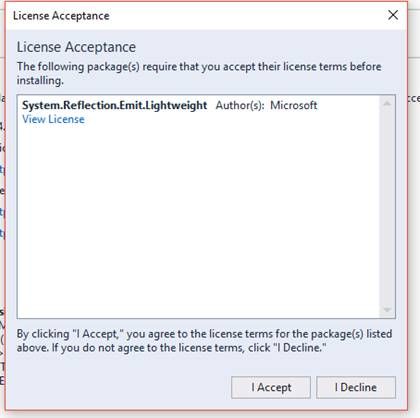 License Acceptance
License Acceptance
The following package(s) require that you accept their license terms before
installing.
System.Reflection.Emit.Lightweight Author(s): Microsoft
View License
By clicking "I Accept," you agree to the license terms for the package(s) listed
above. If you do not agree to the license terms, click "I Decline."
I Accept I Decline